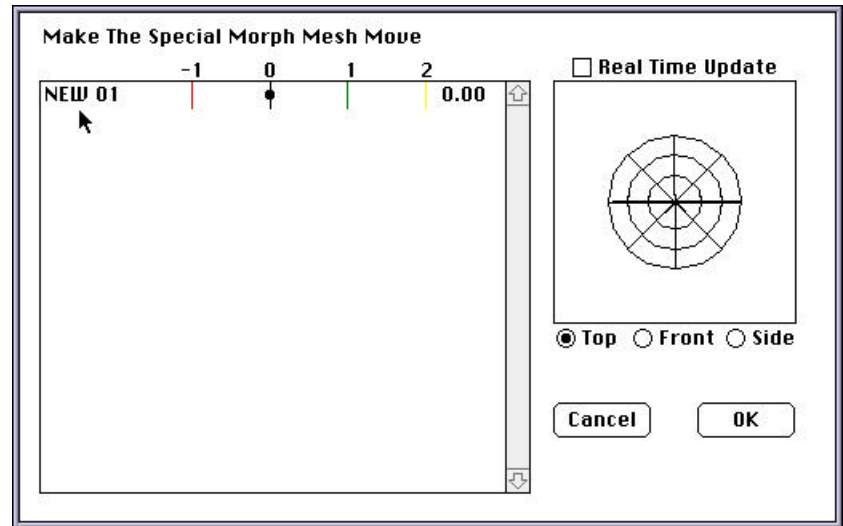 Make The Special Morph Mesh Move
-1 0 1 2
NEW 01 0.00
Real Time Update
Top Front Side
Cancel OK